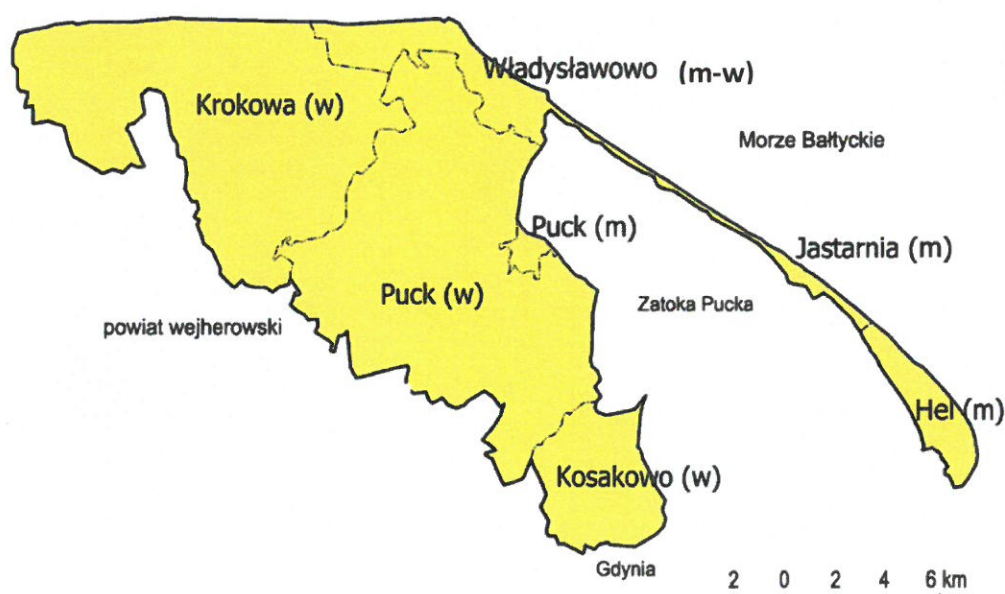 Władysławowo (m-w)
Krokowa (w)
Morze Bałtyckie
Puck (m)
Jastarnia (m)
Puck (w)
Zatoka Pucka
powiat wejherowski
Hel (m)
Kosakowo (w)
Gdynia
2 0 2 4 6 km